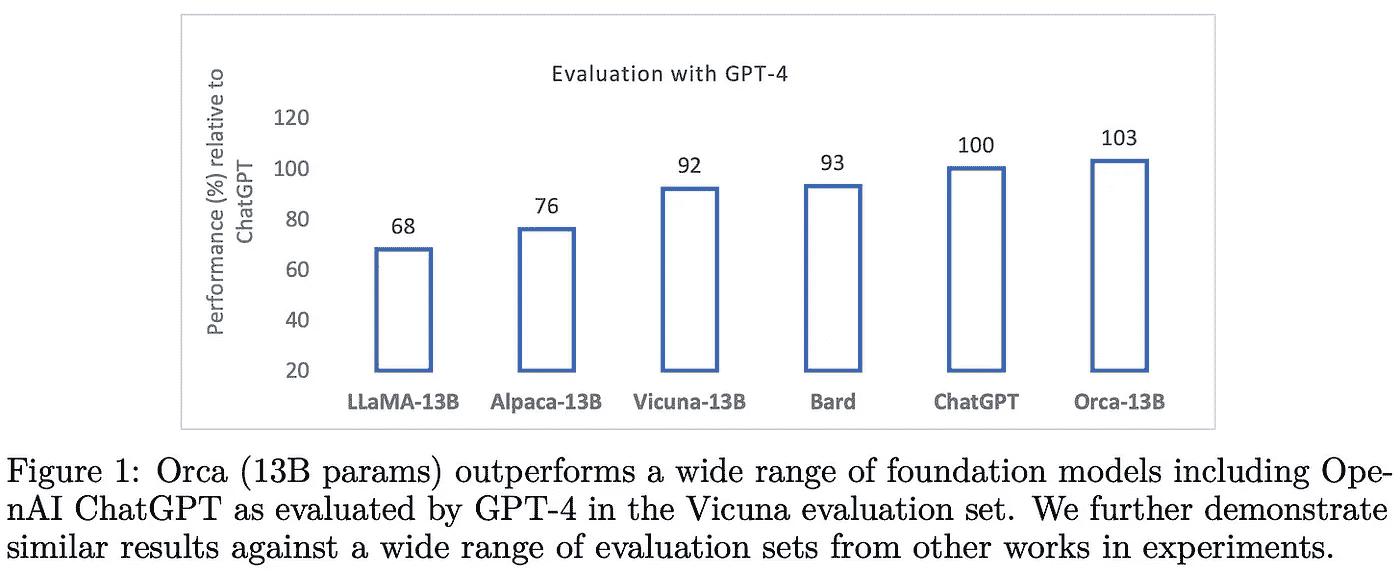 Evaluation with GPT-4
Performance (%) relative to
ChatGPT
120
100
80
60
40
20
68
76
92
93
100
103
LLaMA-13B
Alpaca-13B
Vicuna-13B
Bard
ChatGPT
Orca-13B
Figure 1: Orca (13B params) outperforms a wide range of foundation models including Ope-
nAI ChatGPT as evaluated by GPT-4 in the Vicuna evaluation set. We further demonstrate
similar results against a wide range of evaluation sets from other works in experiments.